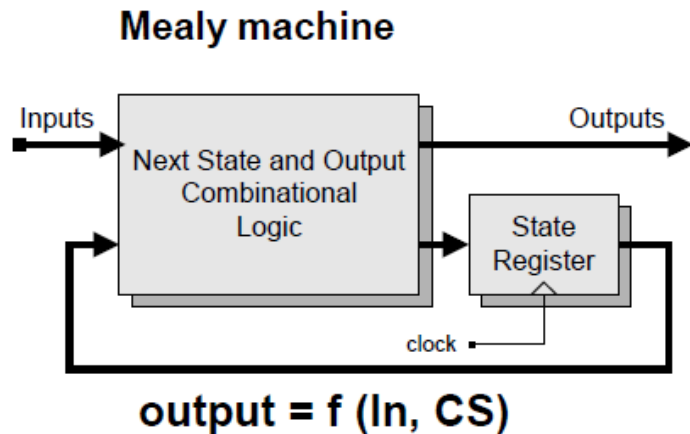 Mealy machine
Inputs
Outputs
Next State and Output
Combinational
Logic
State
Register
clock
output = f (In, CS)